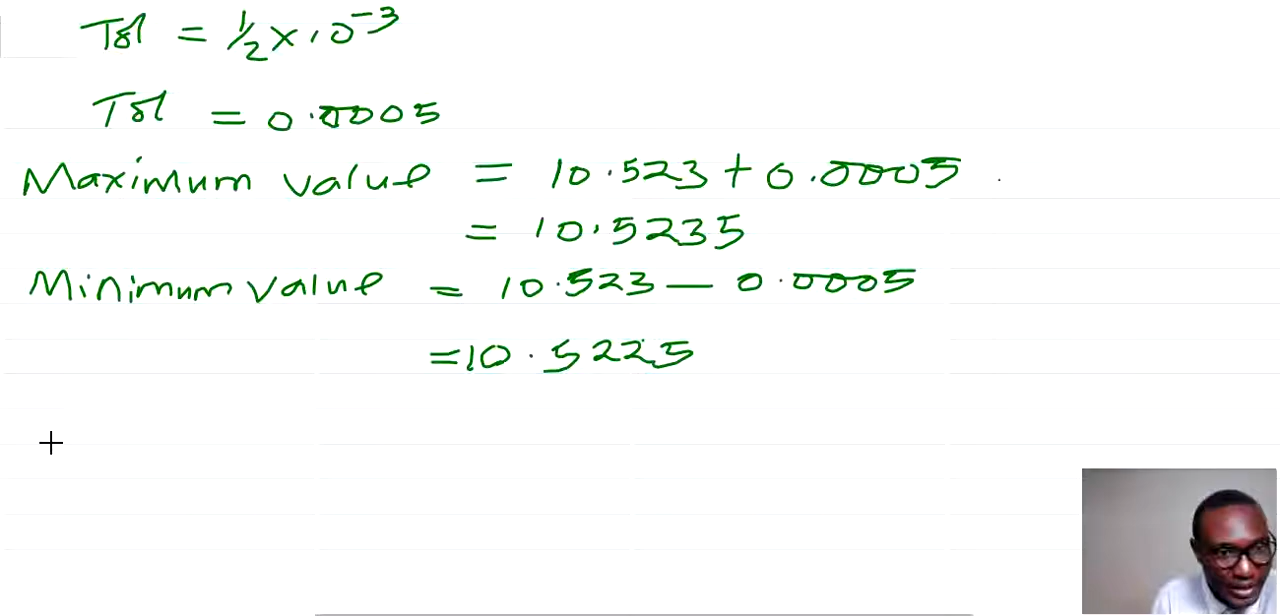 Tol = 1/2 × 10⁻³
Tol = 0.0005
Maximum value = 10.523 + 0.0005
= 10.5235
Minimum value = 10.523 — 0.0005
= 10.5225